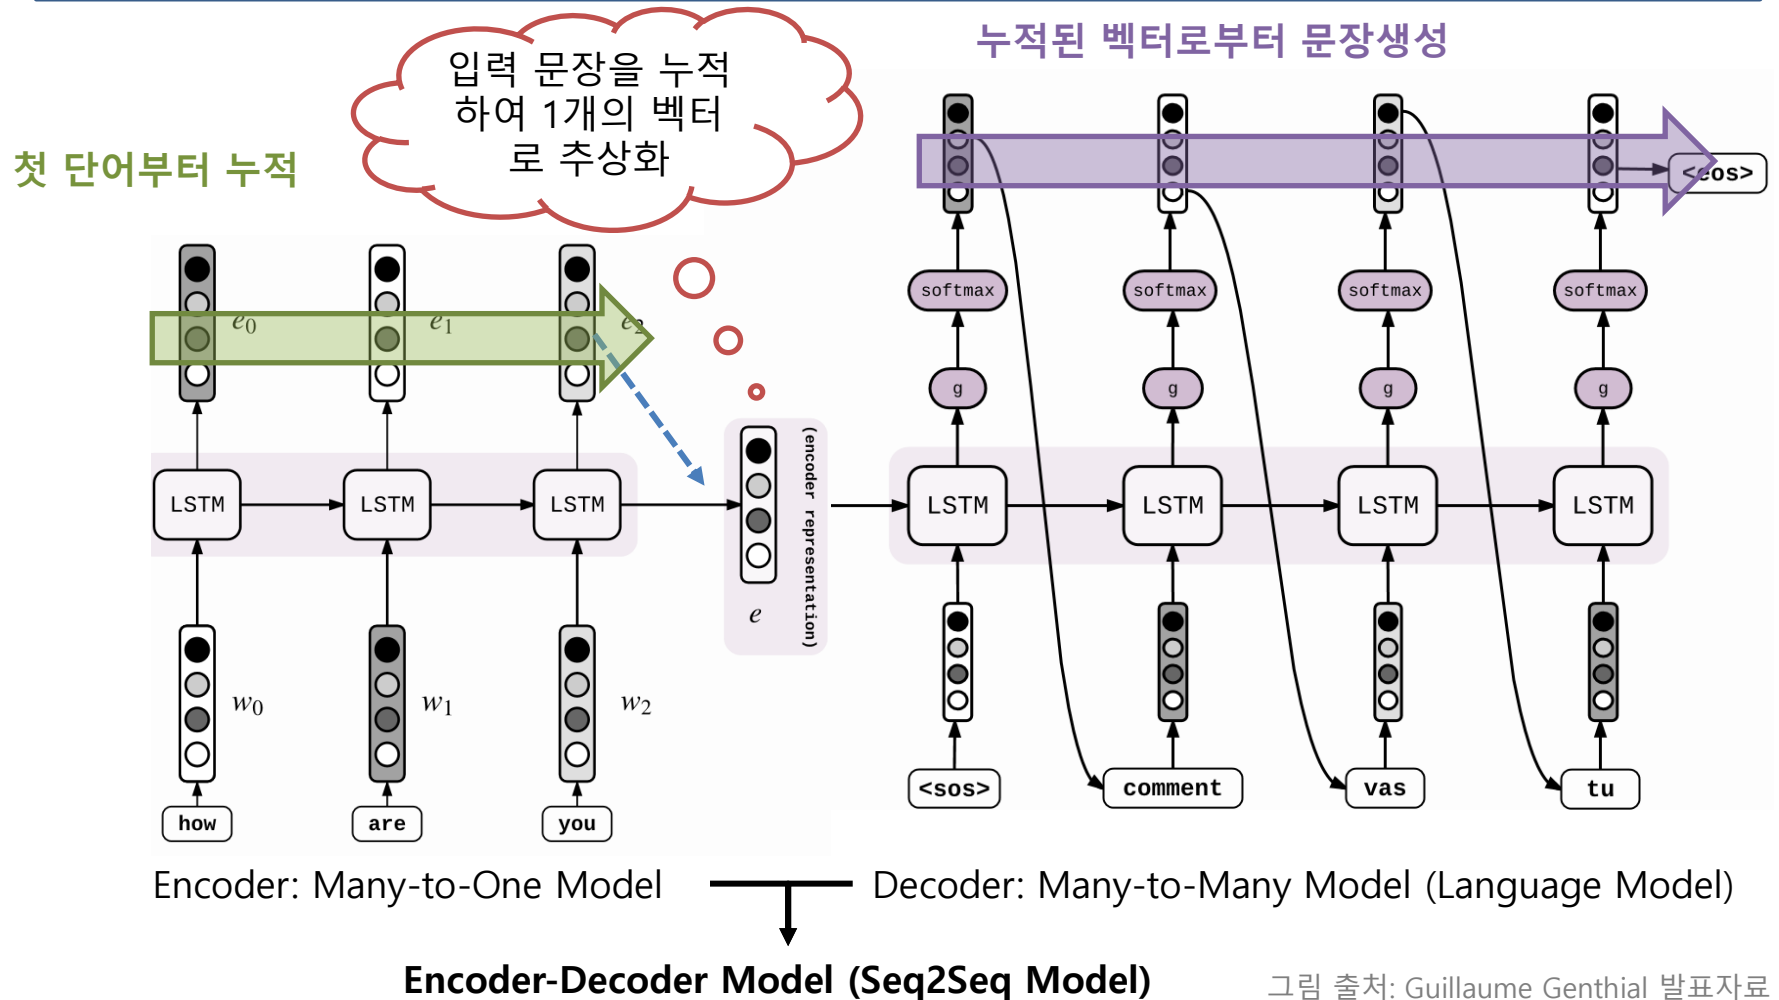 누적된 벡터로부터 문장생성
입력 문장을 누적
하여 1개의 벡터
로 추상화
첫 단어부터 누적
<eos>
softmax softmax softmax softmax
e0 e1 e2
g g g g
(encoder representation)
LSTM LSTM LSTM LSTM LSTM LSTM LSTM
e
w0 w1 w2
<sos> comment vas tu
how are you
Encoder: Many-to-One Model Decoder: Many-to-Many Model (Language Model)
Encoder-Decoder Model (Seq2Seq Model)
그림 출처: Guillaume Genthial 발표자료